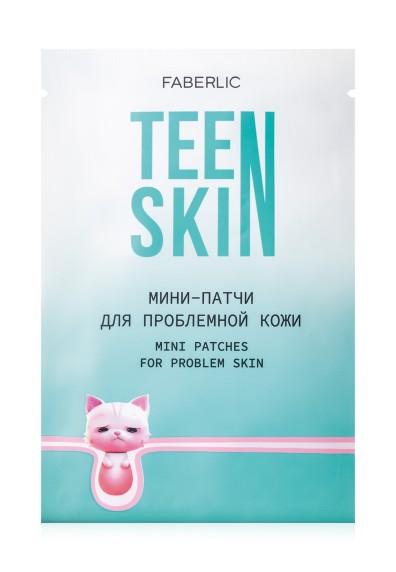 FABERLIC
TEEN
SKIN
МИНИ-ПАТЧИ
ДЛЯ ПРОБЛЕМНОЙ КОЖИ
MINI PATCHES
FOR PROBLEM SKIN